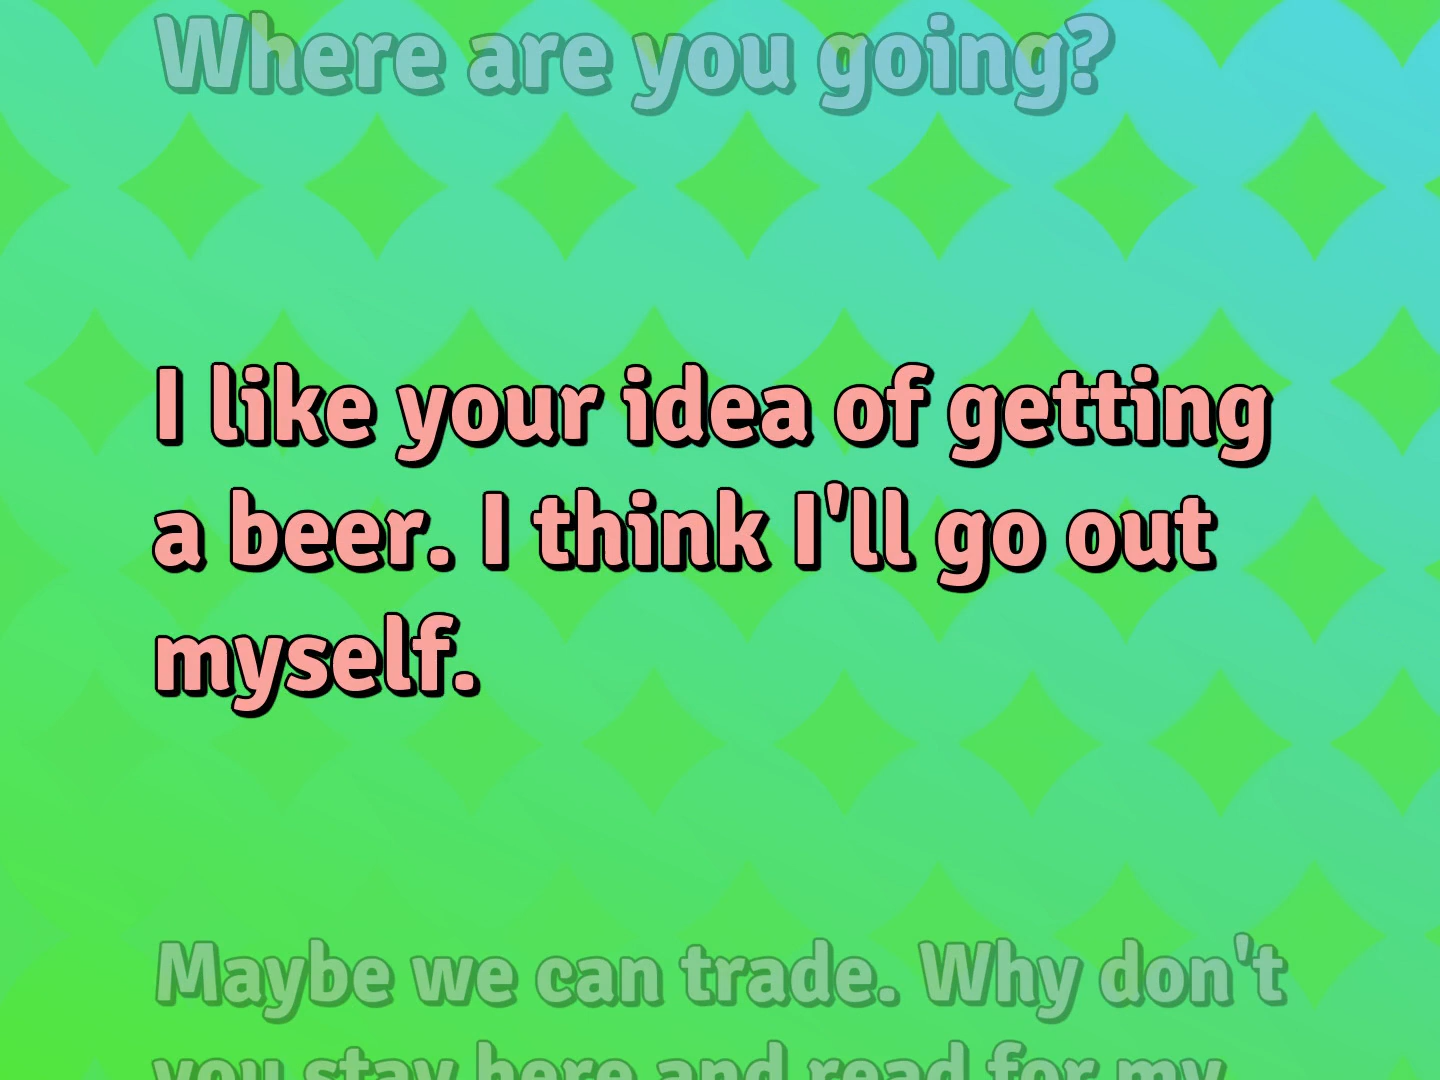 Where are you going?
I like your idea of getting
a beer. I think I'll go out
myself.
Maybe we can trade. Why don't
you stay here and read for my